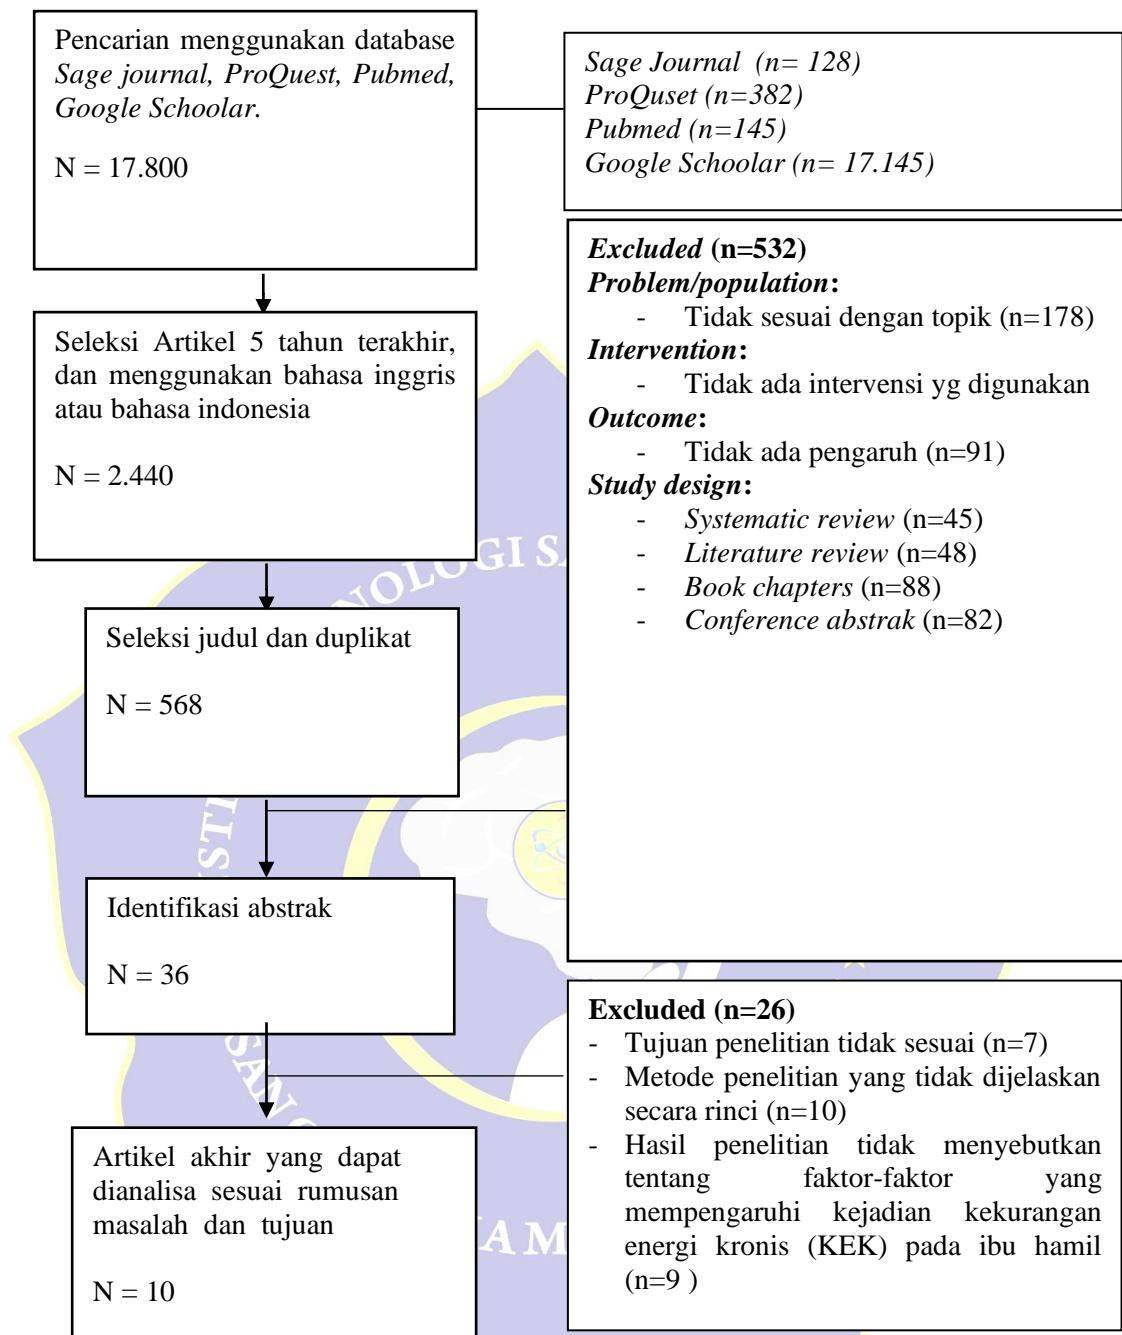 Pencarian menggunakan database
Sage journal, ProQuest, Pubmed,
Google Schoolar.
N = 17.800
Sage Journal (n= 128)
ProQuset (n=382)
Pubmed (n=145)
Google Schoolar (n= 17.145)
Seleksi Artikel 5 tahun terakhir,
dan menggunakan bahasa inggris
atau bahasa indonesia
N = 2.440
Excluded (n=532)
Problem/population:
- Tidak sesuai dengan topik (n=178)
Intervention:
- Tidak ada intervensi yg digunakan
Outcome:
- Tidak ada pengaruh (n=91)
Study design:
- Systematic review (n=45)
- Literature review (n=48)
- Book chapters (n=88)
- Conference abstrak (n=82)
Seleksi judul dan duplikat
N = 568
Identifikasi abstrak
N = 36
Excluded (n=26)
- Tujuan penelitian tidak sesuai (n=7)
- Metode penelitian yang tidak dijelaskan
secara rinci (n=10)
- Hasil penelitian tidak menyebutkan
tentang faktor-faktor yang
mempengaruhi kejadian kekurangan
energi kronis (KEK) pada ibu hamil
(n=9 )
Artikel akhir yang dapat
dianalisa sesuai rumusan
masalah dan tujuan
N = 10